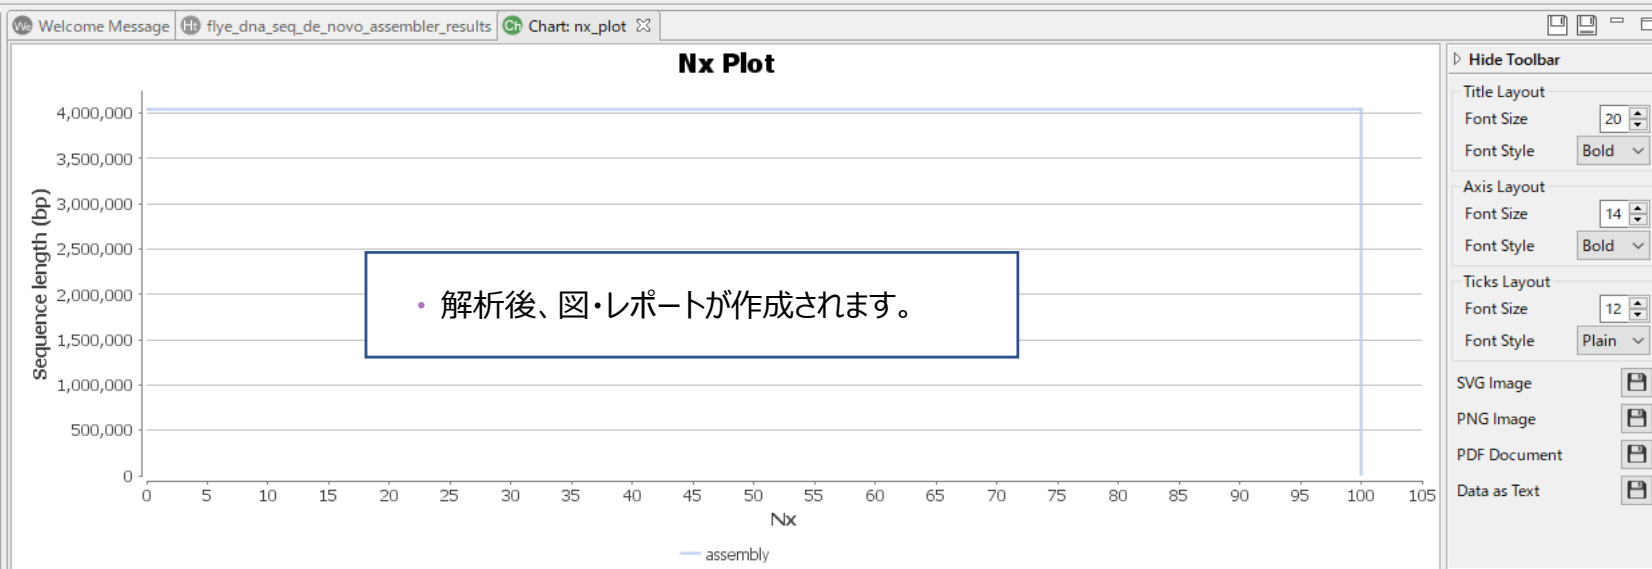 We Welcome Message Ht flye_dna_seq_de_novo_assembler_results Ch Chart: nx_plot
Nx Plot
Hide Toolbar
Title Layout
Font Size 20
Font Style Bold
Axis Layout
Font Size 14
Font Style Bold
Ticks Layout
Font Size 12
Font Style Plain
SVG Image
PNG Image
PDF Document
Data as Text
Sequence length (bp)
4,000,000
3,500,000
3,000,000
2,500,000
2,000,000
1,500,000
1,000,000
500,000
0
• 解析後、図・レポートが作成されます。
0 5 10 15 20 25 30 35 40 45 50 55 60 65 70 75 80 85 90 95 100 105
Nx
assembly